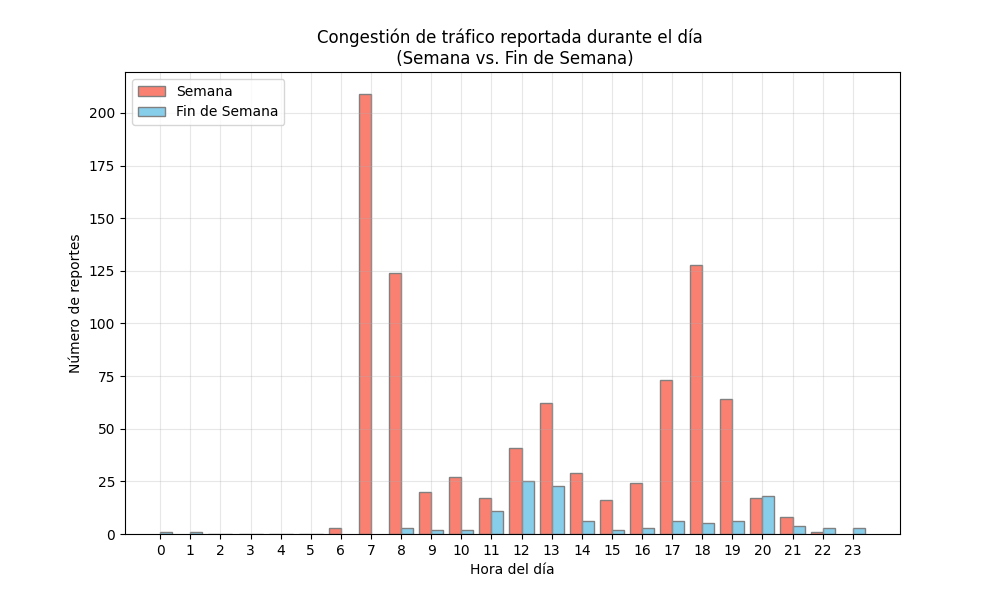 Congestión de tráfico reportada durante el día
(Semana vs. Fin de Semana)
Semana
Fin de Semana
Número de reportes
200
175
150
125
100
75
50
25
0
0 1 2 3 4 5 6 7 8 9 10 11 12 13 14 15 16 17 18 19 20 21 22 23
Hora del día